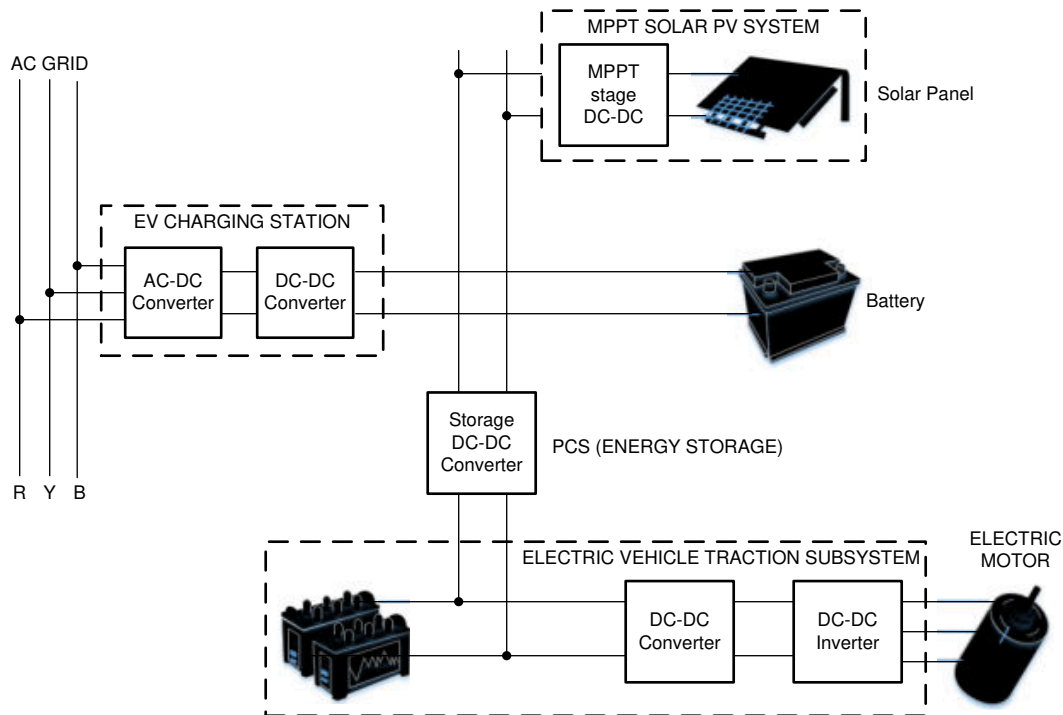 MPPT SOLAR PV SYSTEM
AC GRID
MPPT
stage
DC-DC
Solar Panel
EV CHARGING STATION
AC-DC
Converter
DC-DC
Converter
Battery
Storage
DC-DC
Converter
PCS (ENERGY STORAGE)
R Y B
ELECTRIC VEHICLE TRACTION SUBSYSTEM
ELECTRIC
MOTOR
DC-DC
Converter
DC-DC
Inverter